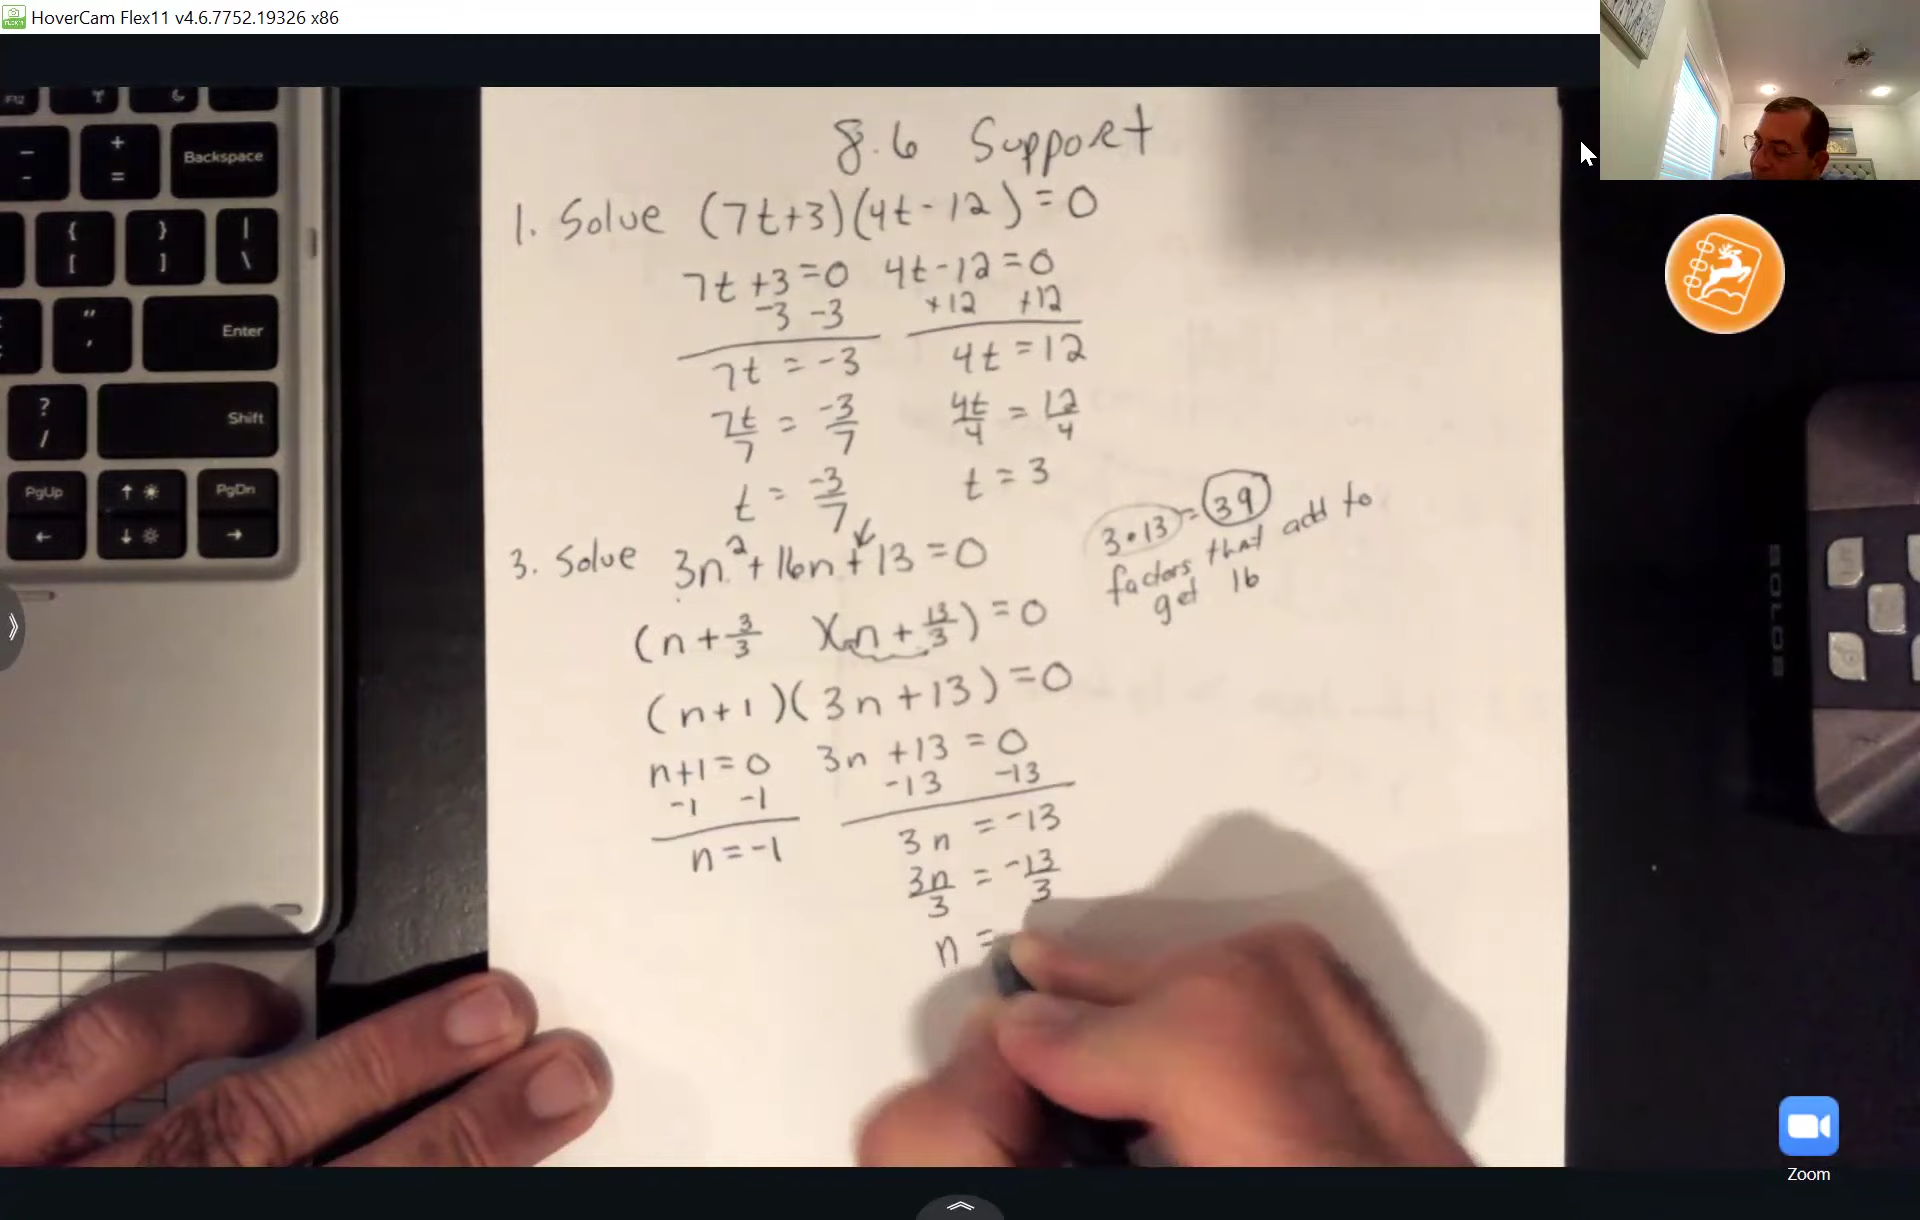 HoverCam Flex11 v4.6.7752.19326 x86
8.6 Support
1. Solve (7t+3)(4t-12)=0
7t+3=0 4t-12=0
-3 -3 +12 +12
7t = -3 4t = 12
7t/7 = -3/7 4t/4 = 12/4
t = -3/7 t = 3
3. Solve 3n²+16n+13=0
3•13=39
factors that add to
get 16
(n+3/3 )(n+13/3)=0
(n+1)(3n+13)=0
n+1=0 3n+13=0
-1 -1 -13 -13
n=-1 3n = -13
3n/3 = -13/3
n =
F12
- -
+ =
Backspace
{ [
} ]
| \
" '
Enter
? /
Shift
PgUp
PgDn
BOLDE
Zoom